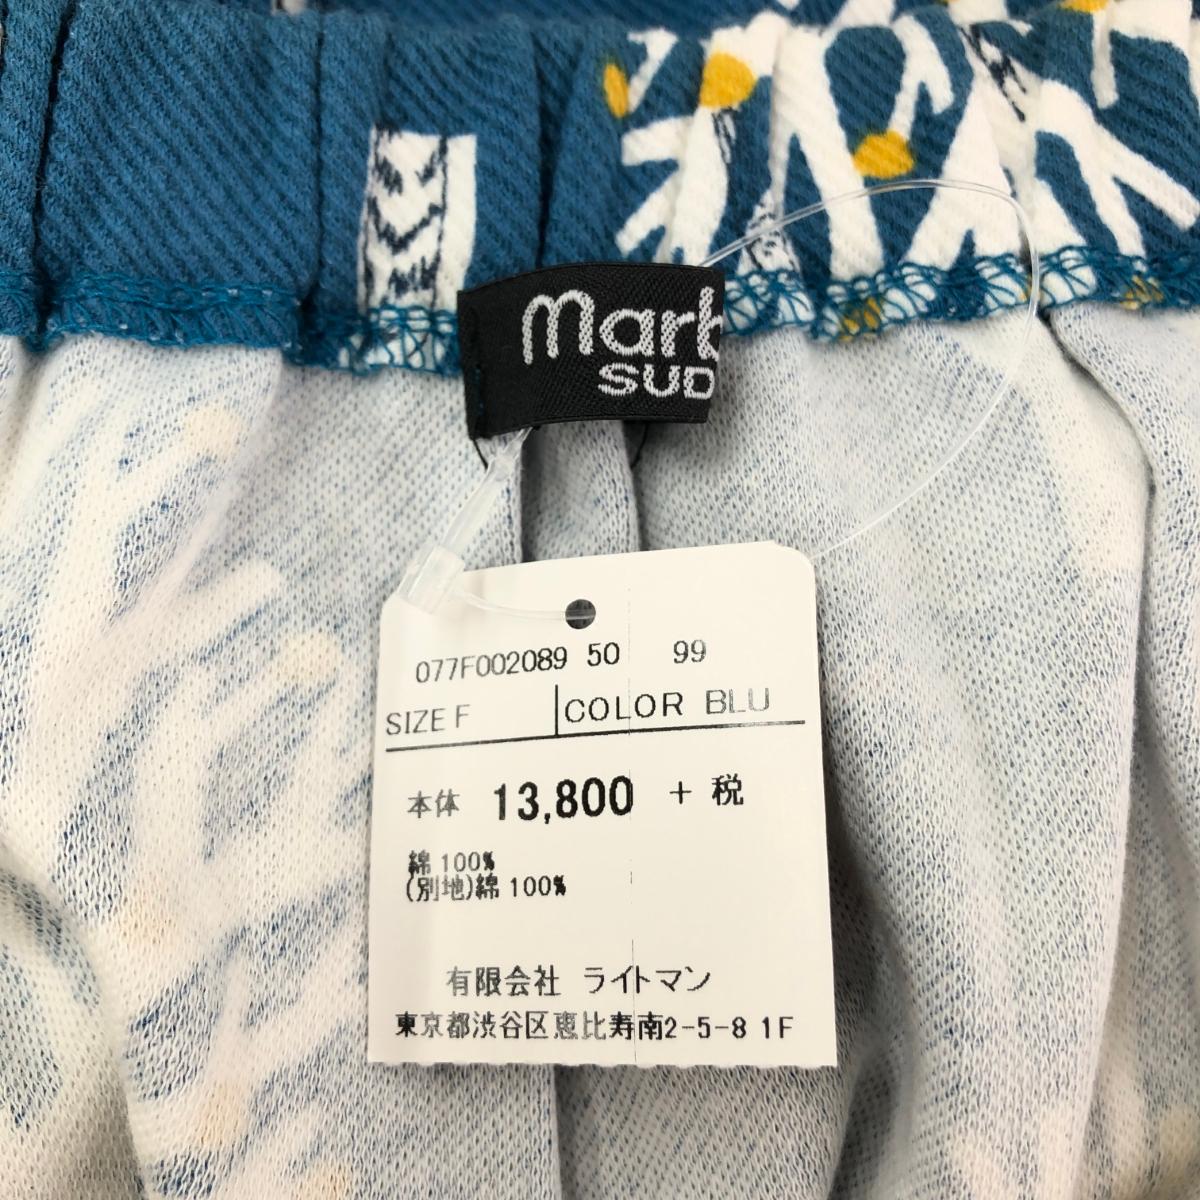 mark
SUD
077F002089 50 99
SIZE F COLOR BLU
本体 13,800 + 税
綿 100%
(別地)綿 100%
有限会社 ライトマン
東京都渋谷区恵比寿南2-5-8 1F